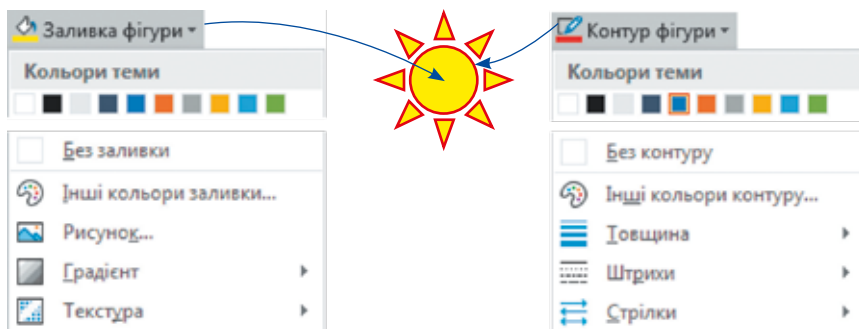 Заливка фігури
Кольори теми
Без заливки
Інші кольори заливки...
Рисунок...
Градієнт
Текстура
Контур фігури
Кольори теми
Без контуру
Інші кольори контуру...
Товщина
Штрихи
Стрілки